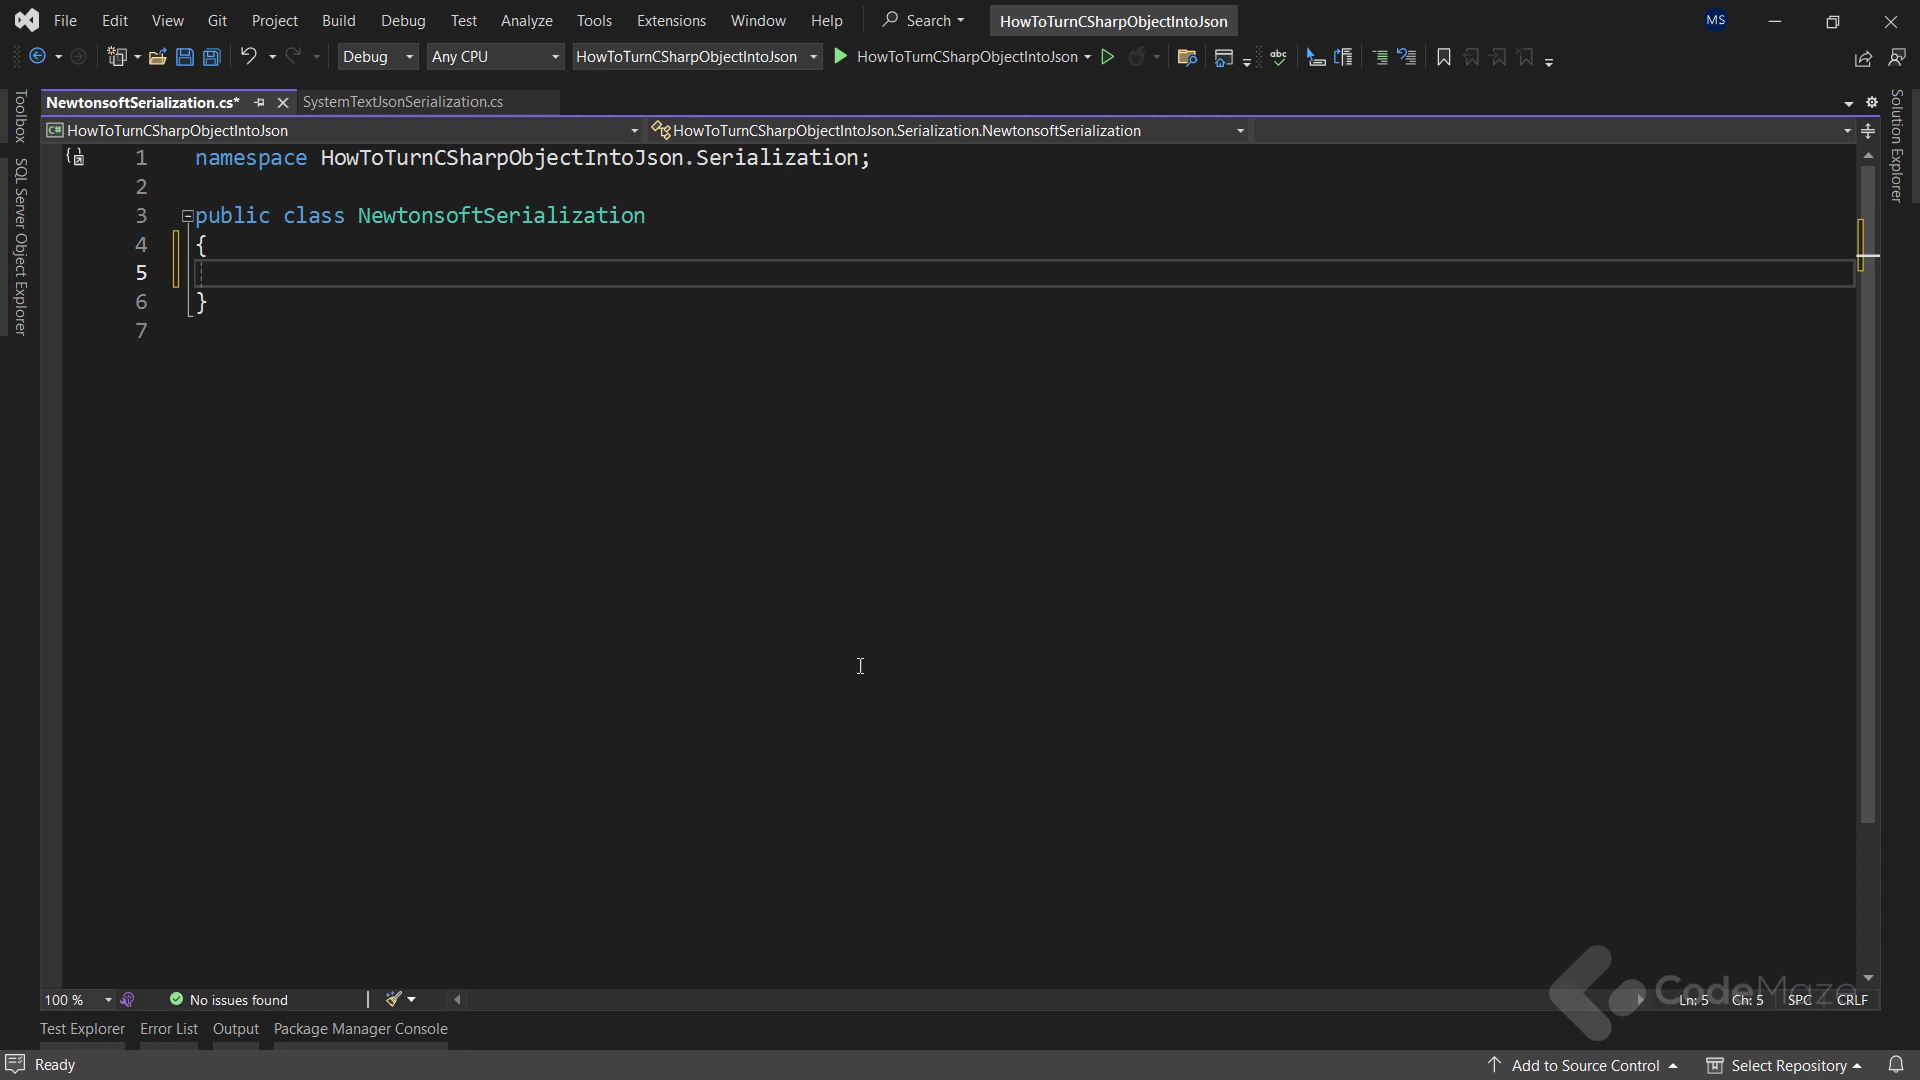 File Edit View Git Project Build Debug Test Analyze Tools Extensions Window Help Search HowToTurnCSharpObjectIntoJson MS
Debug Any CPU HowToTurnCSharpObjectIntoJson HowToTurnCSharpObjectIntoJson abc
Toolbox
SQL Server Object Explorer
Solution Explorer
NewtonsoftSerialization.cs* SystemTextJsonSerialization.cs
C# HowToTurnCSharpObjectIntoJson HowToTurnCSharpObjectIntoJson.Serialization.NewtonsoftSerialization
1 namespace HowToTurnCSharpObjectIntoJson.Serialization;
2
3 public class NewtonsoftSerialization
4 {
5
6 }
7
CodeMaze
100 % No issues found Ln: 5 Ch: 5 SPC CRLF
Test Explorer Error List Output Package Manager Console
Ready Add to Source Control Select Repository